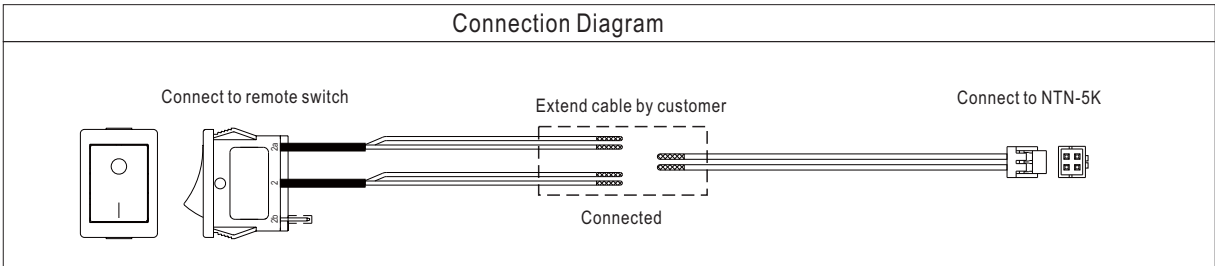 Connection Diagram
Connect to remote switch
Extend cable by customer
Connect to NTN-5K
2a
2
2b
Connected